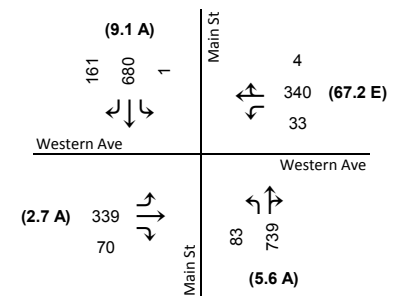 (9.1 A)
161 680 1
Main St
4
340 (67.2 E)
33
Western Ave
Western Ave
(2.7 A) 339
70
Main St
83 739
(5.6 A)